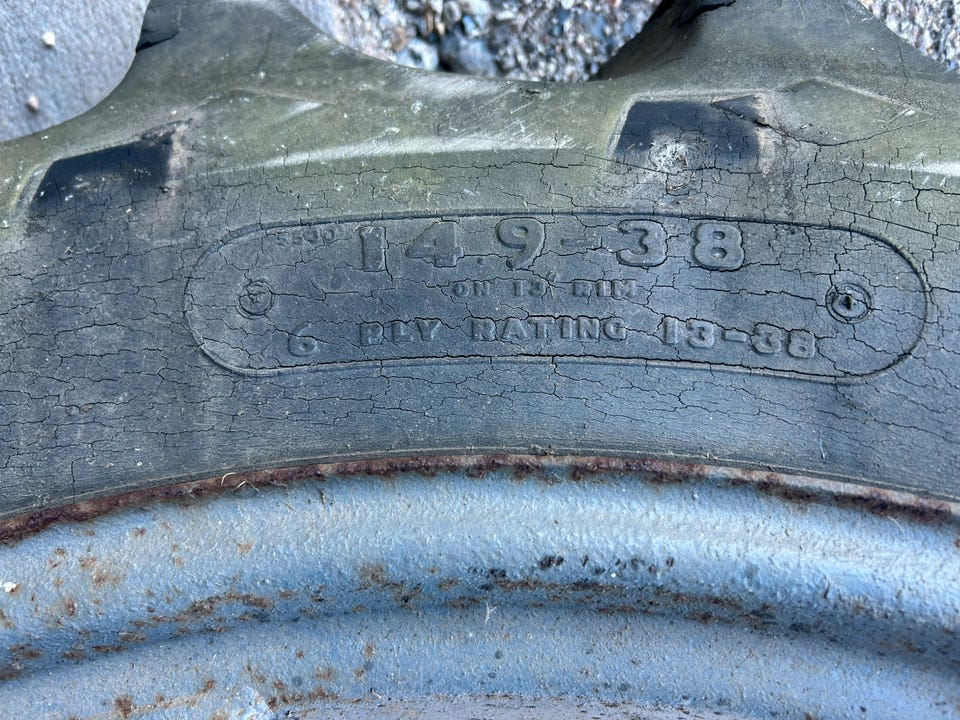 14.9-38
ON 13" RIM
6 PLY RATING 13-38